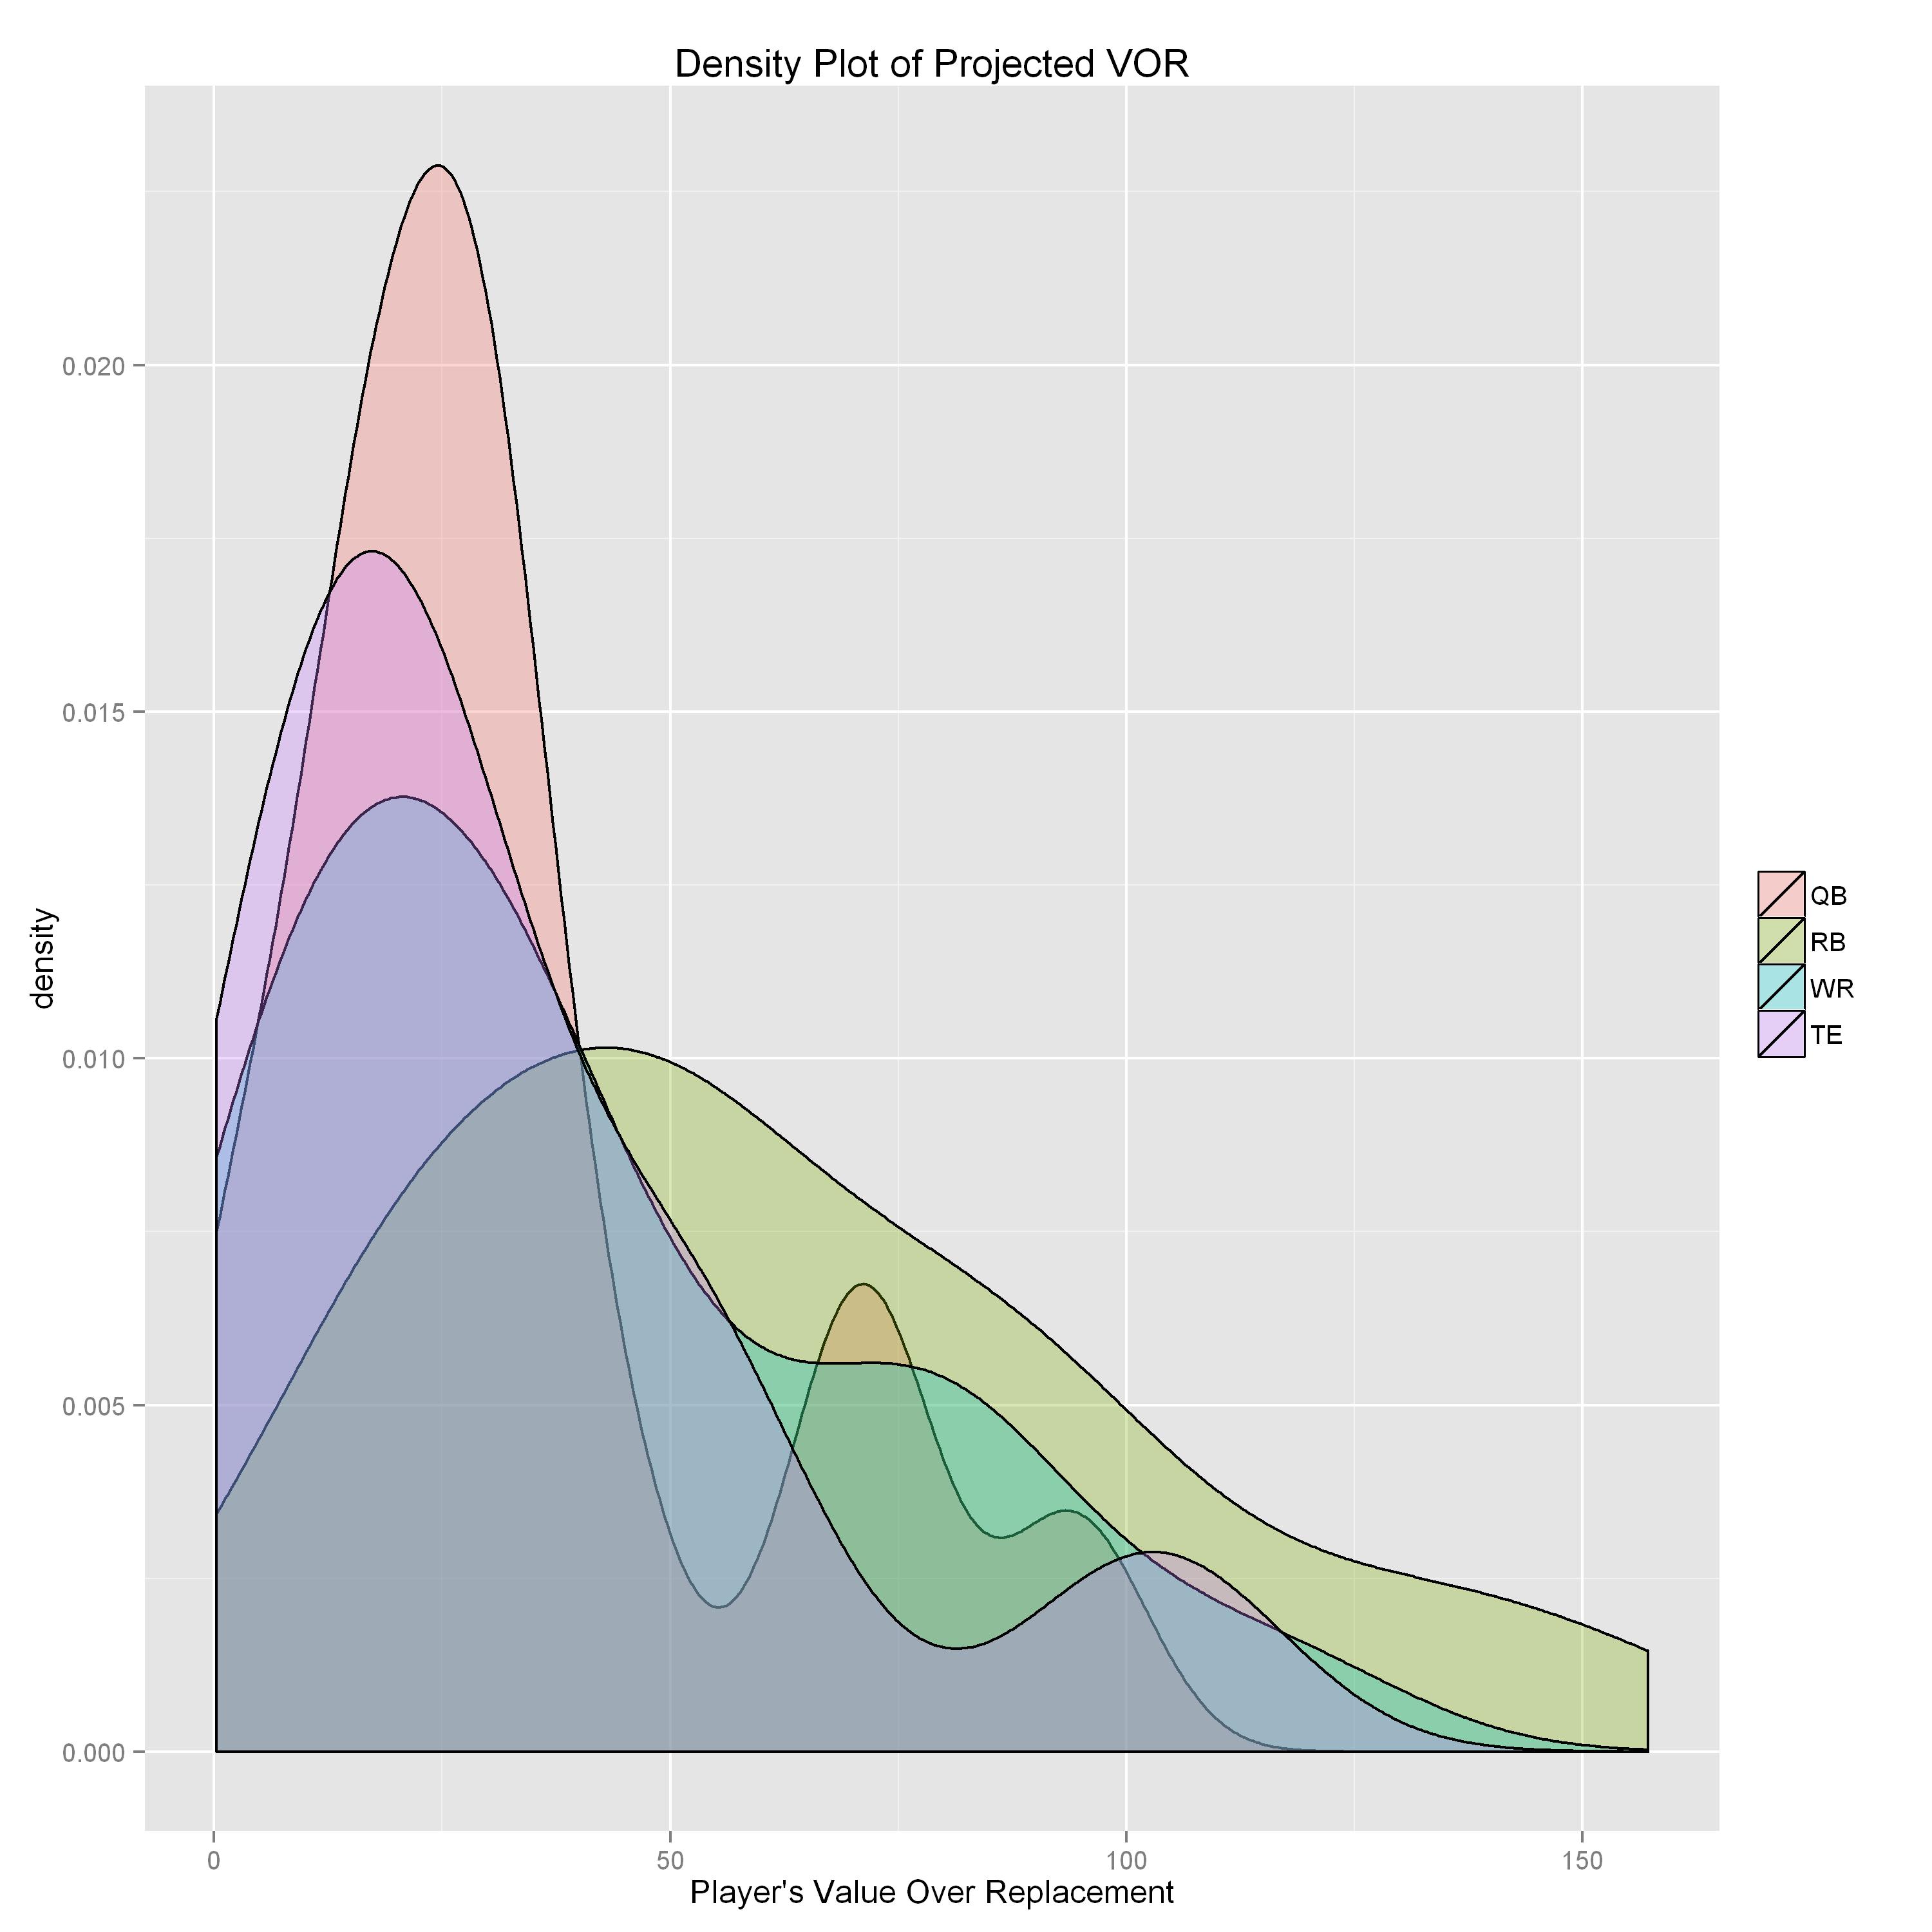 Density Plot of Projected VOR
0.020
0.015
0.010
0.005
0.000
density
0
50
100
150
Player's Value Over Replacement
QB
RB
WR
TE